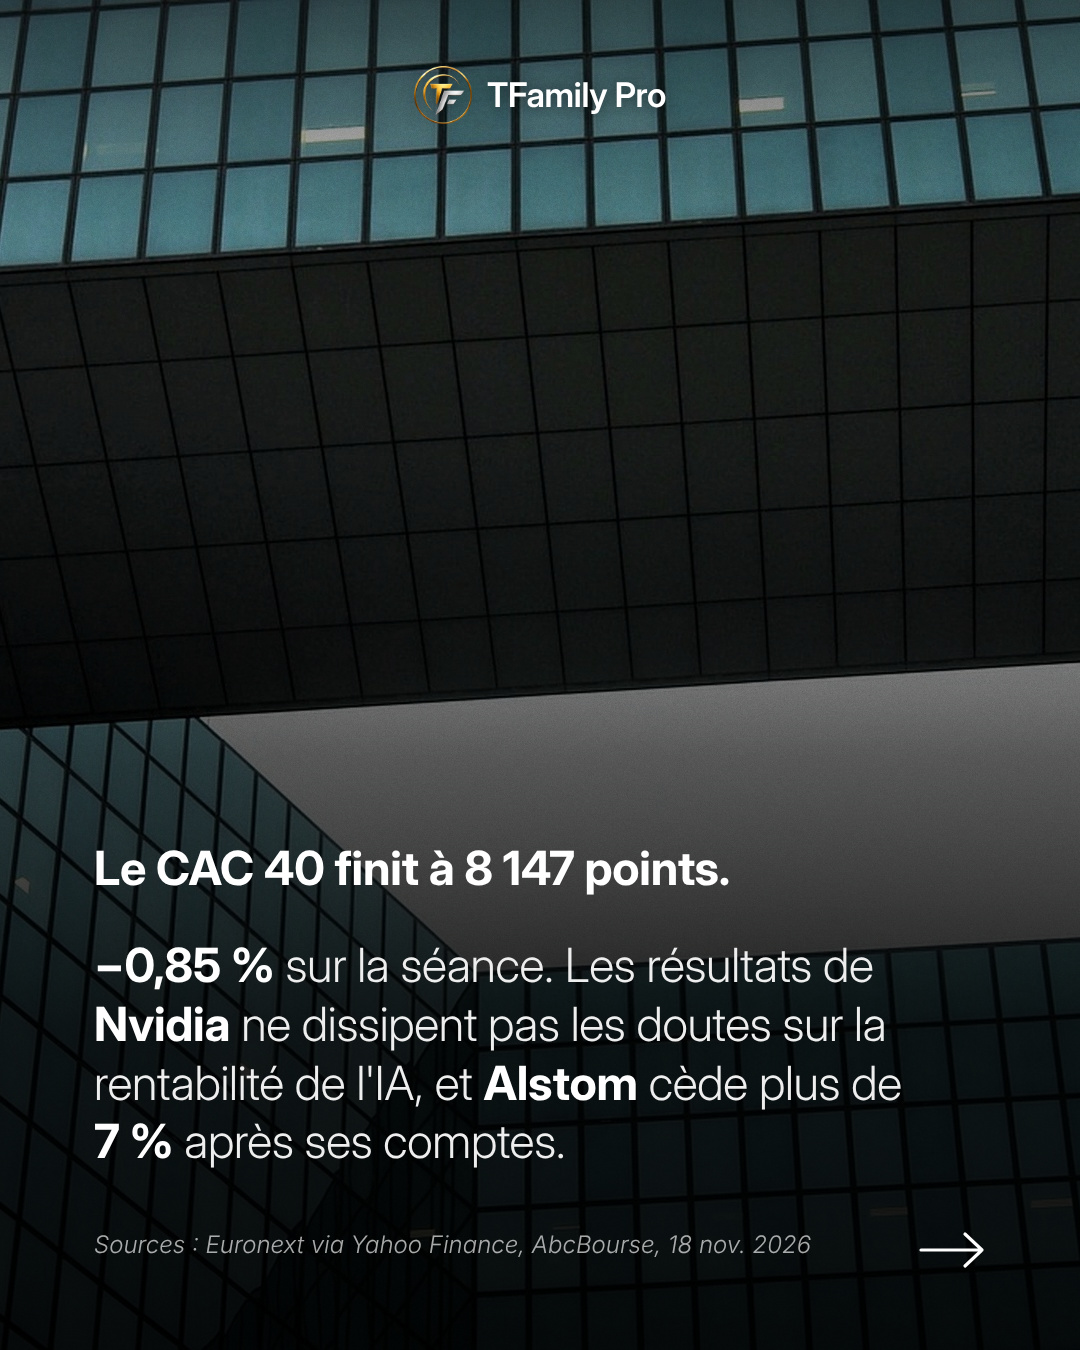 TF TFamily Pro
Le CAC 40 finit à 8 147 points.
−0,85 % sur la séance. Les résultats de
Nvidia ne dissipent pas les doutes sur la
rentabilité de l'IA, et Alstom cède plus de
7 % après ses comptes.
Sources : Euronext via Yahoo Finance, AbcBourse, 18 nov. 2026